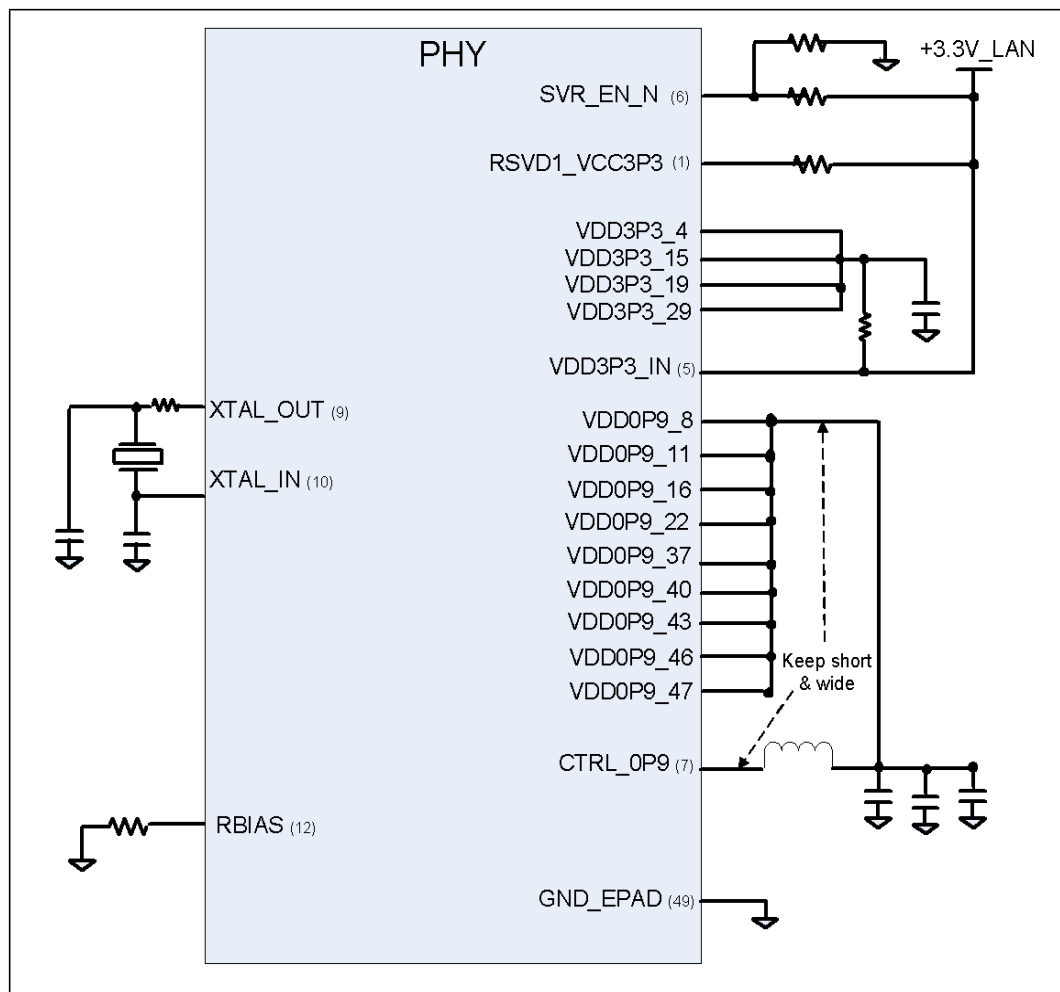 PHY
+3.3V_LAN
SVR_EN_N (6)
RSVD1_VCC3P3 (1)
VDD3P3_4
VDD3P3_15
VDD3P3_19
VDD3P3_29
VDD3P3_IN (5)
XTAL_OUT (9)
XTAL_IN (10)
VDD0P9_8
VDD0P9_11
VDD0P9_16
VDD0P9_22
VDD0P9_37
VDD0P9_40
VDD0P9_43
VDD0P9_46
VDD0P9_47
Keep short
& wide
CTRL_0P9 (7)
RBIAS (12)
GND_EPAD (49)